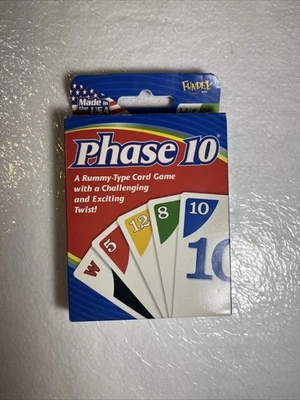 Made in
the USA
FUNDEX
Phase 10®
A Rummy-Type Card Game
with a Challenging
and Exciting
Twist!
W
5
12
8
10
10